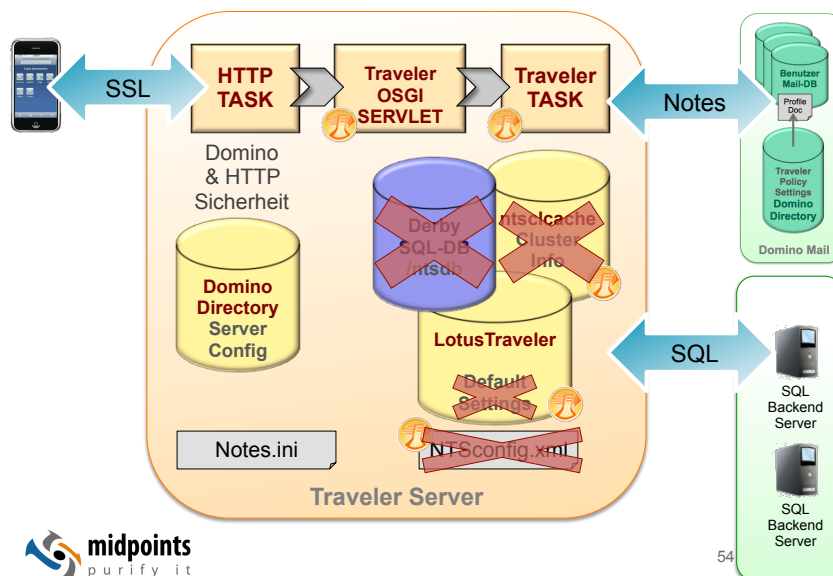 SSL
HTTP
TASK
Traveler
OSGI
SERVLET
Traveler
TASK
Notes
Benutzer
Mail-DB
Profile
Doc
Traveler
Policy
Settings
Domino
Directory
Domino Mail
Domino
& HTTP
Sicherheit
Derby
SQL-DB
/ntsdb
ntsclcache
Cluster
Info
Domino
Directory
Server
Config
LotusTraveler
Default
Settings
SQL
SQL
Backend
Server
SQL
Backend
Server
Notes.ini
NTSconfig.xml
Traveler Server
midpoints
purify it
54